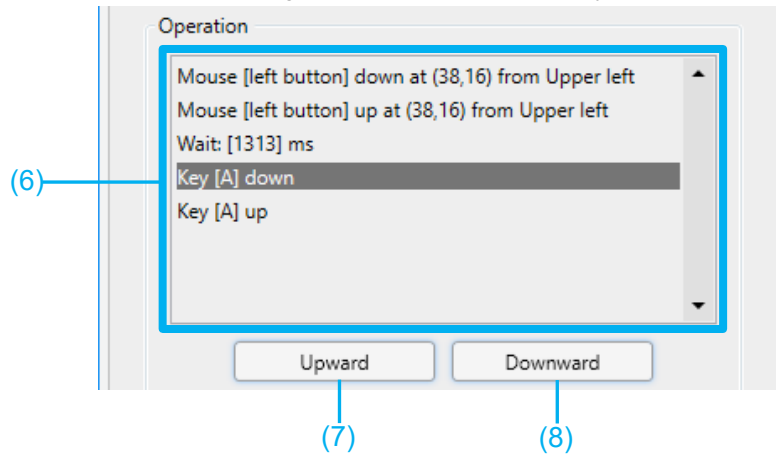 Operation
Mouse [left button] down at (38,16) from Upper left
Mouse [left button] up at (38,16) from Upper left
Wait: [1313] ms
(6)
Key [A] down
Key [A] up
Upward
Downward
(7)
(8)